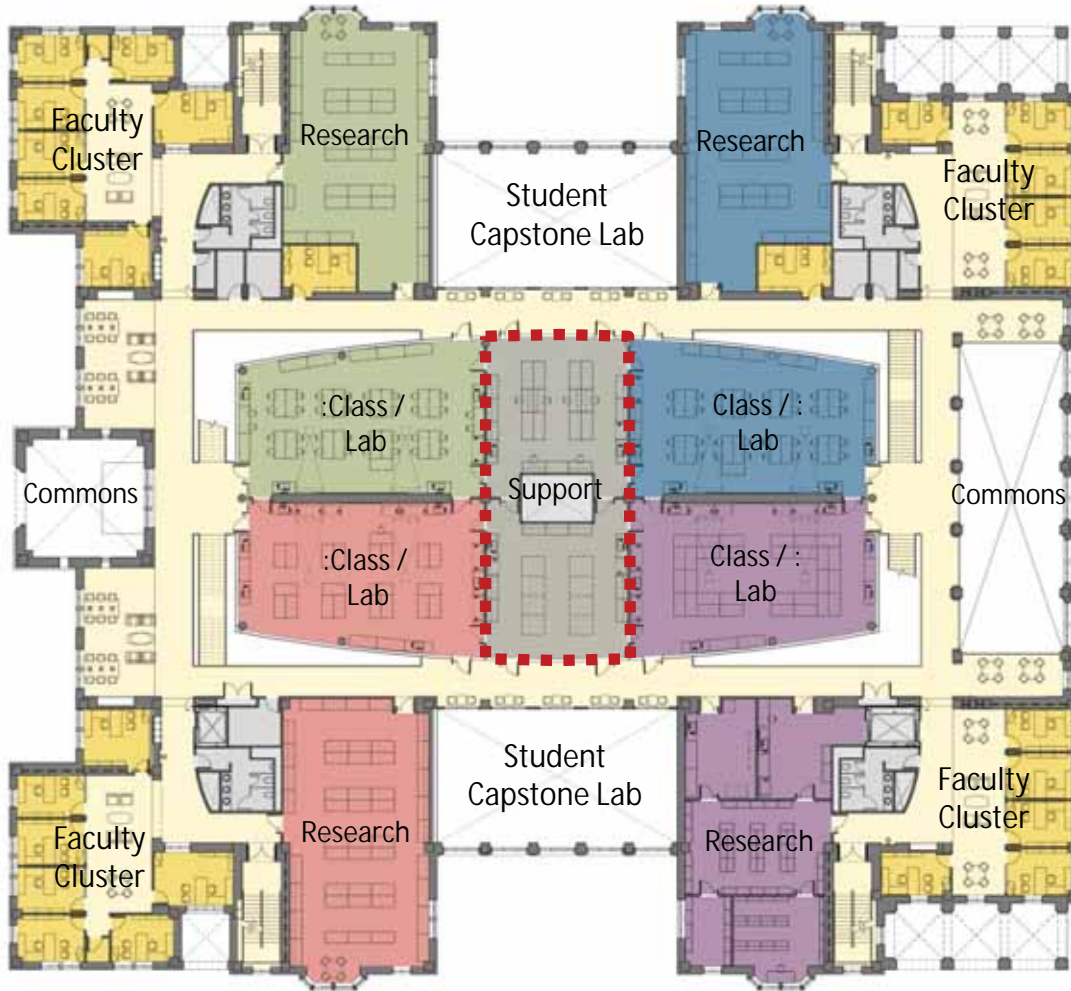 Research
Research
Faculty
Cluster
Faculty
Cluster
Student
Capstone Lab
:Class /
Lab
Class / :
Lab
Commons
Support
Commons
:Class /
Lab
Class / :
Lab
Student
Capstone Lab
Faculty
Cluster
Research
Research
Faculty
Cluster